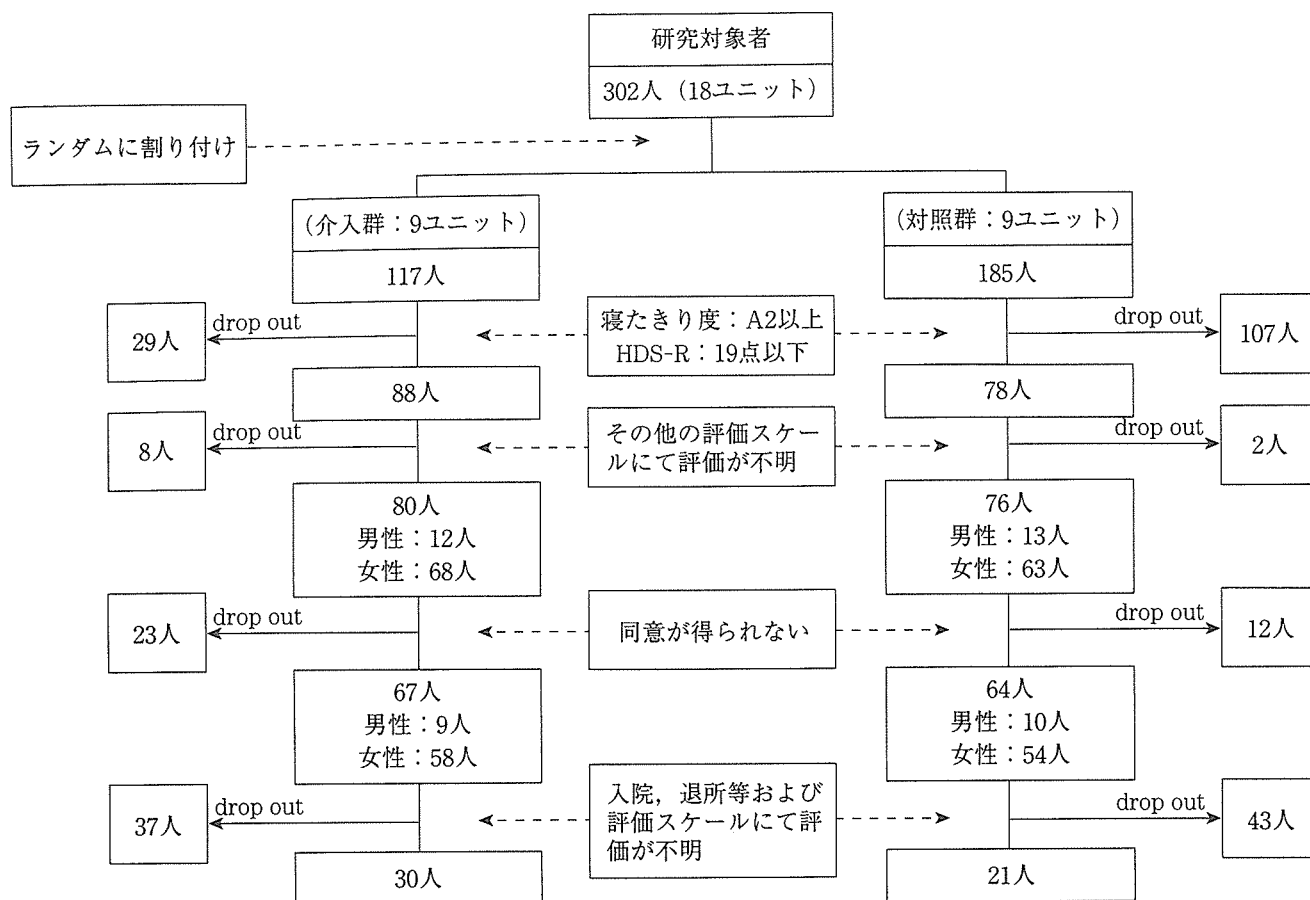 研究対象者
302人（18ユニット）
ランダムに割り付け
（介入群：9ユニット）
117人
（対照群：9ユニット）
185人
29人
drop out
寝たきり度：A2以上
HDS-R：19点以下
drop out
107人
88人
78人
8人
drop out
その他の評価スケー
ルにて評価が不明
drop out
2人
80人
男性：12人
女性：68人
76人
男性：13人
女性：63人
23人
drop out
同意が得られない
drop out
12人
67人
男性：9人
女性：58人
64人
男性：10人
女性：54人
37人
drop out
入院，退所等および
評価スケールにて評
価が不明
drop out
43人
30人
21人